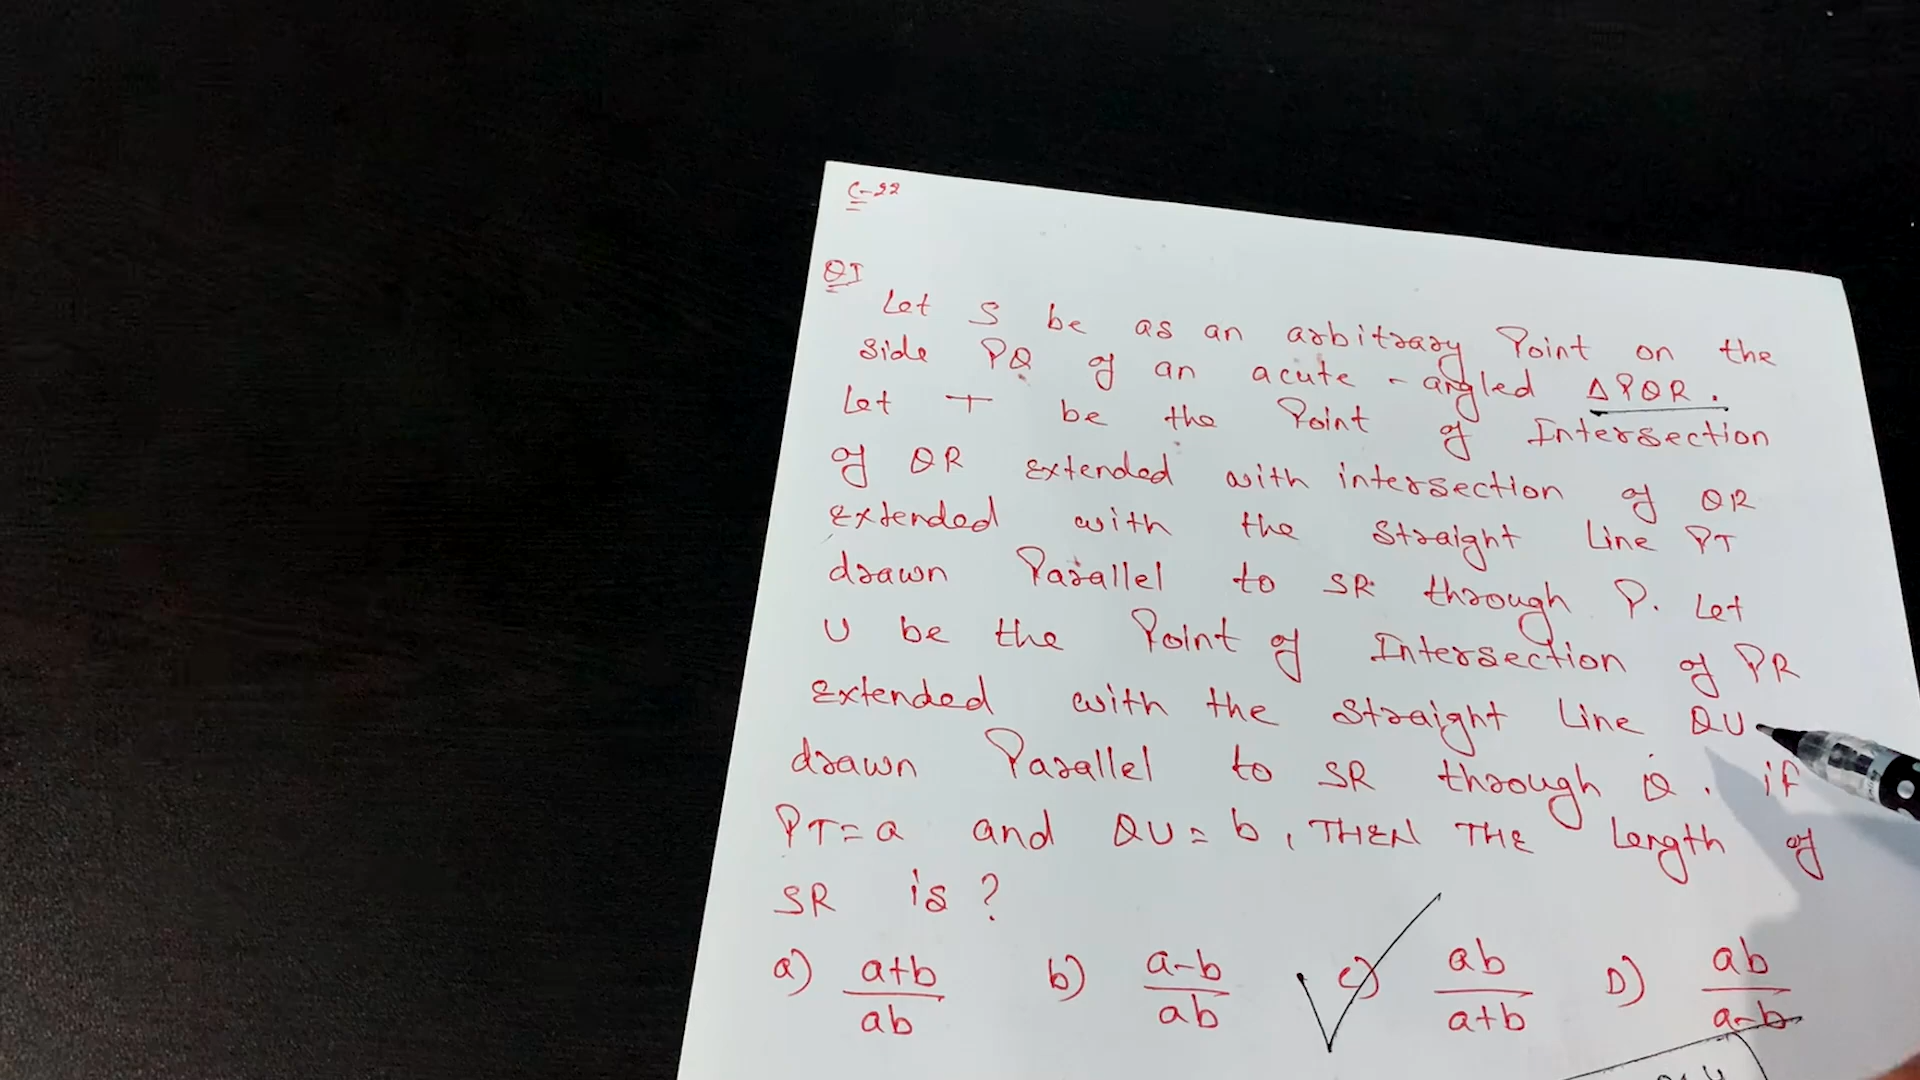 C-22
Q1
Let S be as an arbitrary Point on the
side PQ of an acute - angled ΔPQR.
Let T be the Point of Intersection
of QR extended with intersection of QR
extended with the straight Line PT
drawn Parallel to SR through P. Let
U be the Point of Intersection of PR
extended with the straight Line QU
drawn Parallel to SR through Q. if
PT = a and QU = b, THEN THE Length of
SR is ?
a) a+b/ab b) a-b/ab c) ab/a+b D) ab/a-b